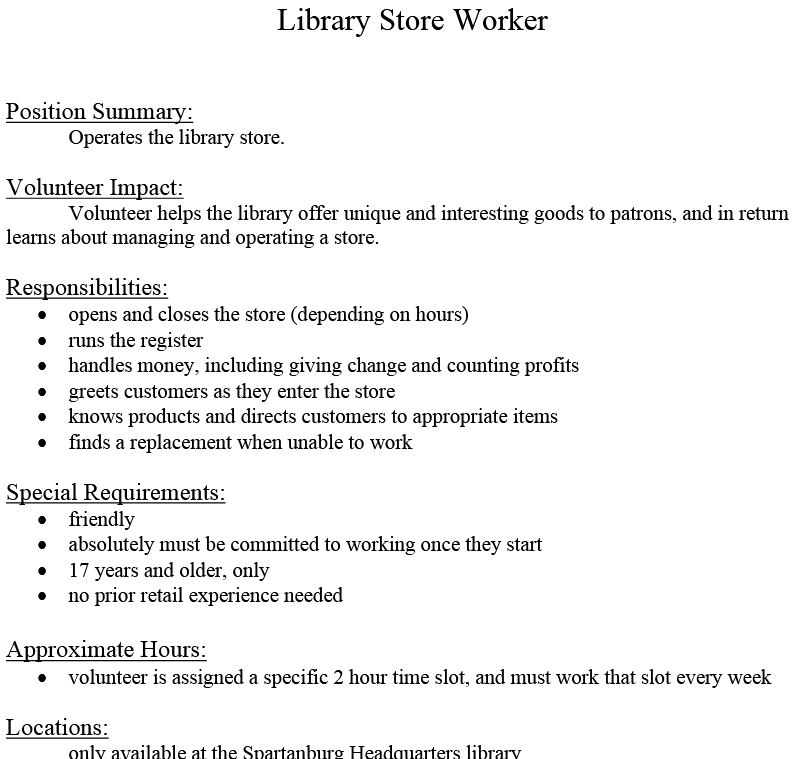 Library Store Worker
Position Summary:
Operates the library store.
Volunteer Impact:
Volunteer helps the library offer unique and interesting goods to patrons, and in return
learns about managing and operating a store.
Responsibilities:
• opens and closes the store (depending on hours)
• runs the register
• handles money, including giving change and counting profits
• greets customers as they enter the store
• knows products and directs customers to appropriate items
• finds a replacement when unable to work
Special Requirements:
• friendly
• absolutely must be committed to working once they start
• 17 years and older, only
• no prior retail experience needed
Approximate Hours:
• volunteer is assigned a specific 2 hour time slot, and must work that slot every week
Locations:
only available at the Spartanburg Headquarters library